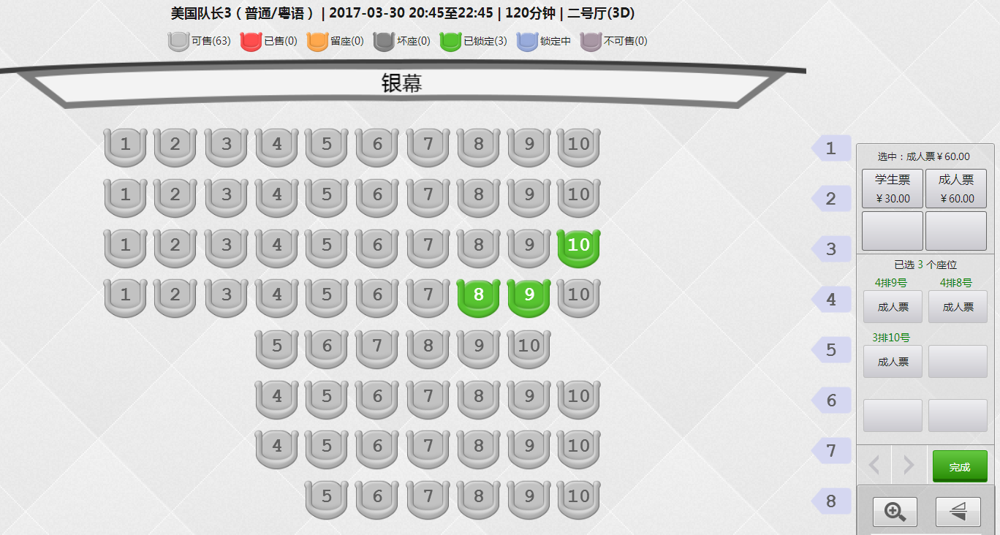 美国队长3（普通/粤语）| 2017-03-30 20:45至22:45 | 120分钟 | 二号厅(3D)
可售(63) 已售(0) 留座(0) 坏座(0) 已锁定(3) 锁定中 不可售(0)
银幕
1 2 3 4 5 6 7 8 9 10 1
1 2 3 4 5 6 7 8 9 10 2
1 2 3 4 5 6 7 8 9 10 3
1 2 3 4 5 6 7 8 9 10 4
5 6 7 8 9 10 5
4 5 6 7 8 9 10 6
4 5 6 7 8 9 10 7
5 6 7 8 9 10 8
选中：成人票￥60.00
学生票 成人票
￥30.00 ￥60.00
已选 3 个座位
4排9号 4排8号
成人票 成人票
3排10号
成人票
完成